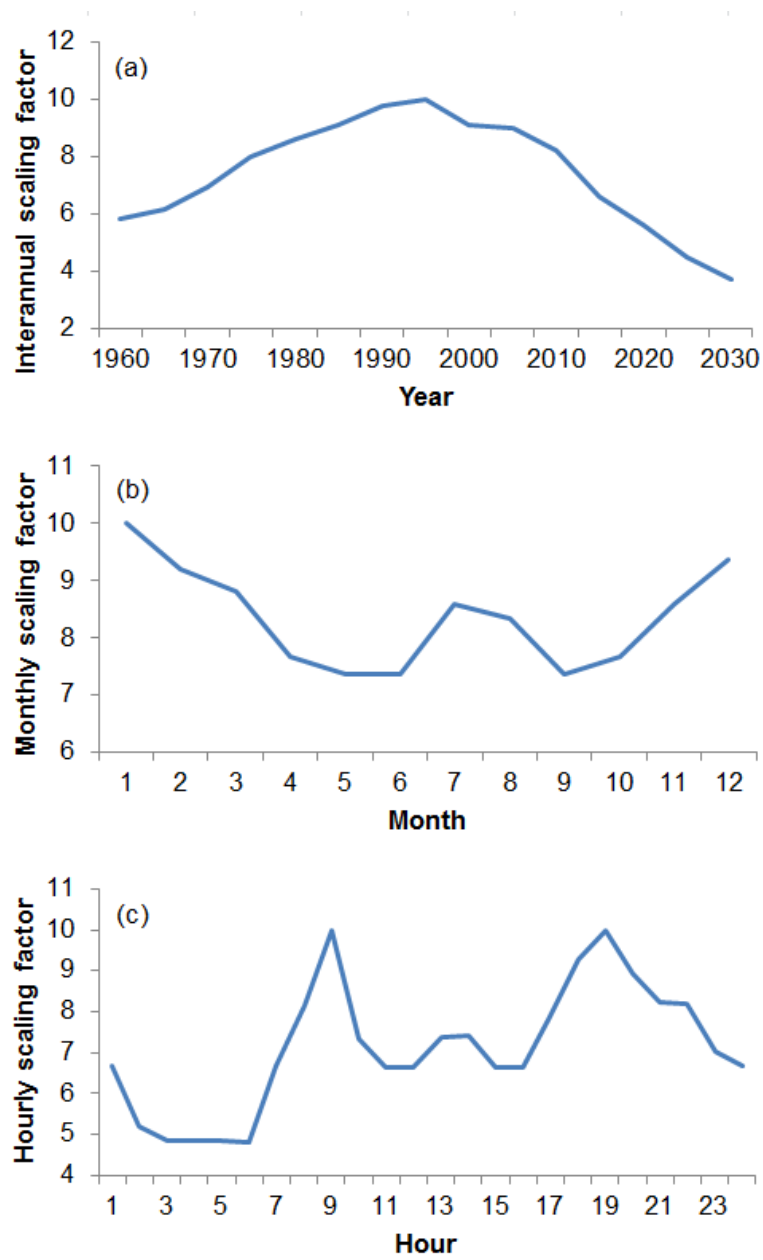 12
(a)
10
8
6
4
2
Interannual scaling factor
1960 1970 1980 1990 2000 2010 2020 2030
Year
11
(b)
10
9
8
7
6
Monthly scaling factor
1 2 3 4 5 6 7 8 9 10 11 12
Month
11
(c)
10
9
8
7
6
5
4
Hourly scaling factor
1 3 5 7 9 11 13 15 17 19 21 23
Hour